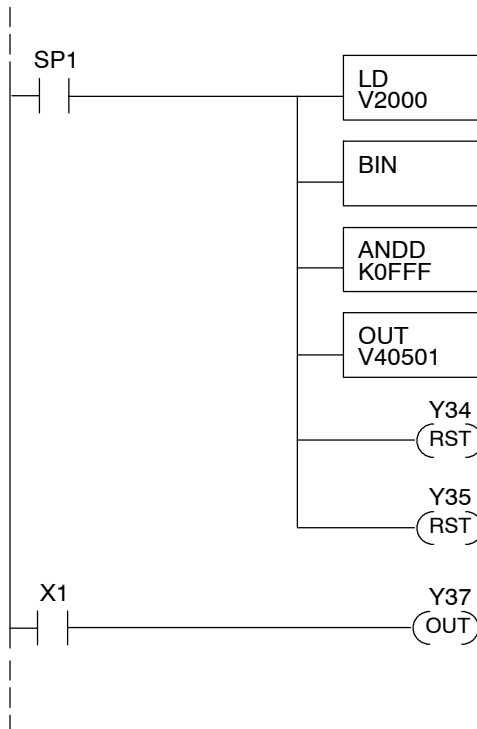 SP1
LD
V2000
BIN
ANDD
K0FFF
OUT
V40501
Y34
RST
Y35
RST
X1
Y37
OUT